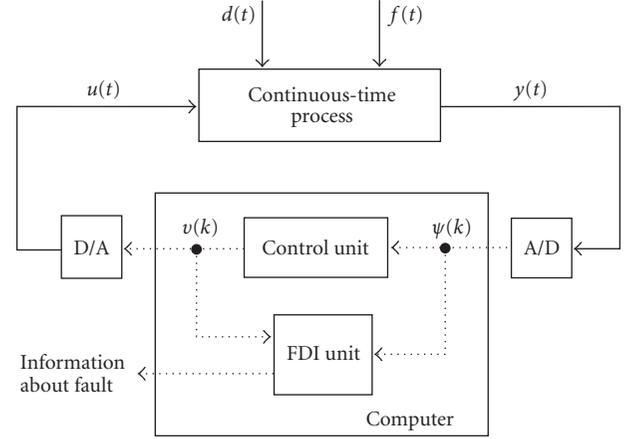 d(t)
f(t)
u(t)
Continuous-time
process
y(t)
D/A
υ(k)
Control unit
ψ(k)
A/D
FDI unit
Information
about fault
Computer